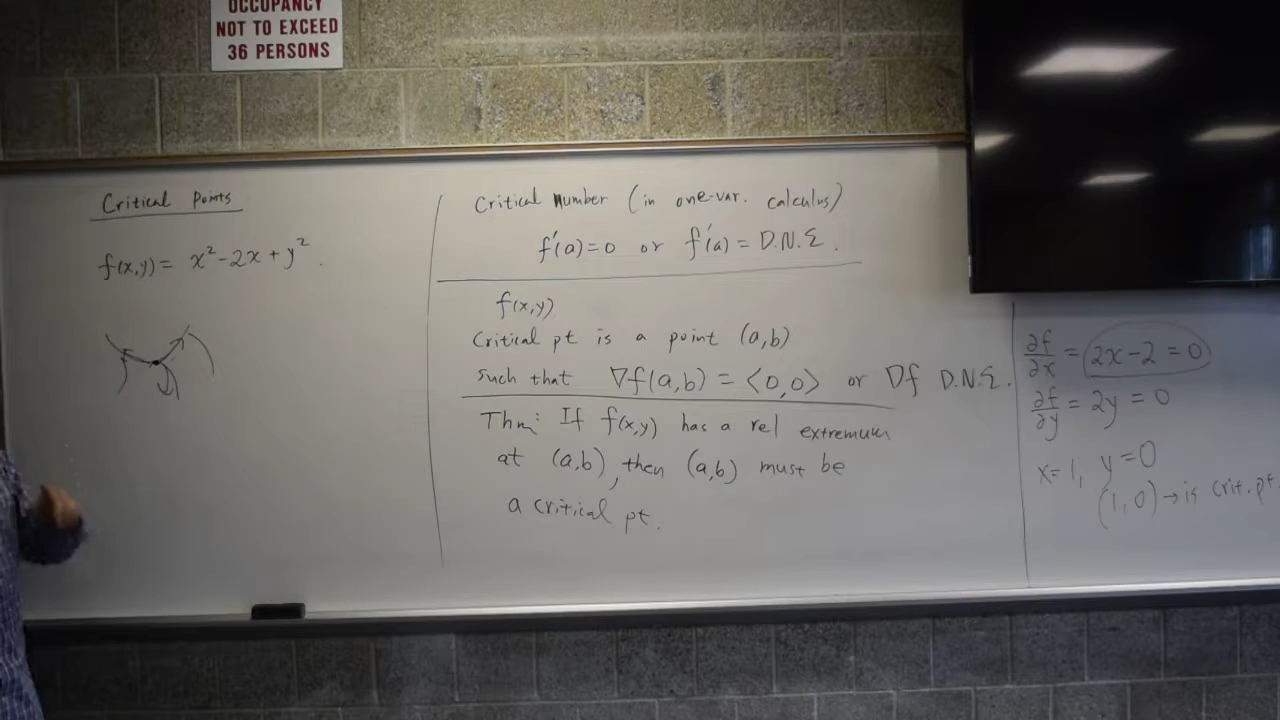 OCCUPANCY
NOT TO EXCEED
36 PERSONS
Critical Points
f(x,y) = x² - 2x + y².
Critical Number (in one-var. calculus)
f'(a) = 0 or f'(a) = D.N.E.
f(x,y)
Critical pt is a point (a,b)
such that ∇f(a,b) = <0,0> or ∇f D.N.E.
Thm: If f(x,y) has a rel extremum
at (a,b), then (a,b) must be
a critical pt.
∂f/∂x = 2x-2 = 0
∂f/∂y = 2y = 0
x=1, y=0
(1,0) → is crit. pt.